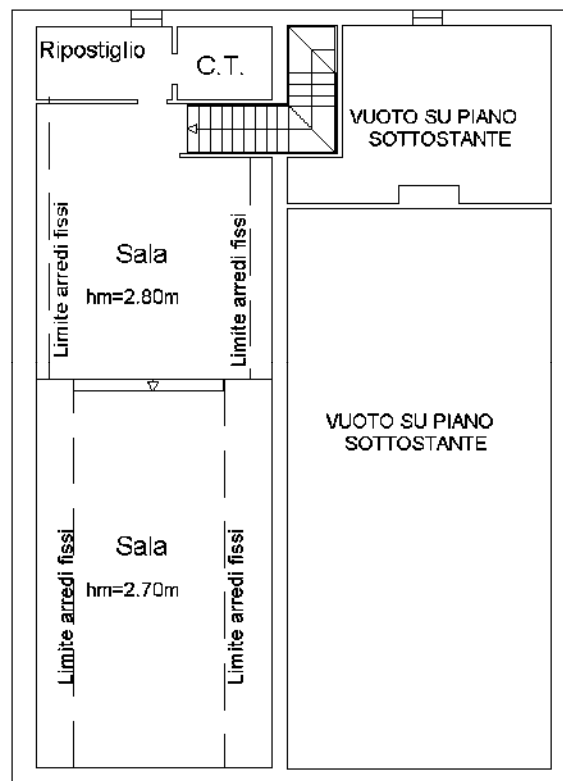 Ripostiglio
C.T.
VUOTO SU PIANO
SOTTOSTANTE
Limite arredi fissi
Sala
hm=2.80m
Limite arredi fissi
VUOTO SU PIANO
SOTTOSTANTE
Limite arredi fissi
Sala
hm=2.70m
Limite arredi fissi